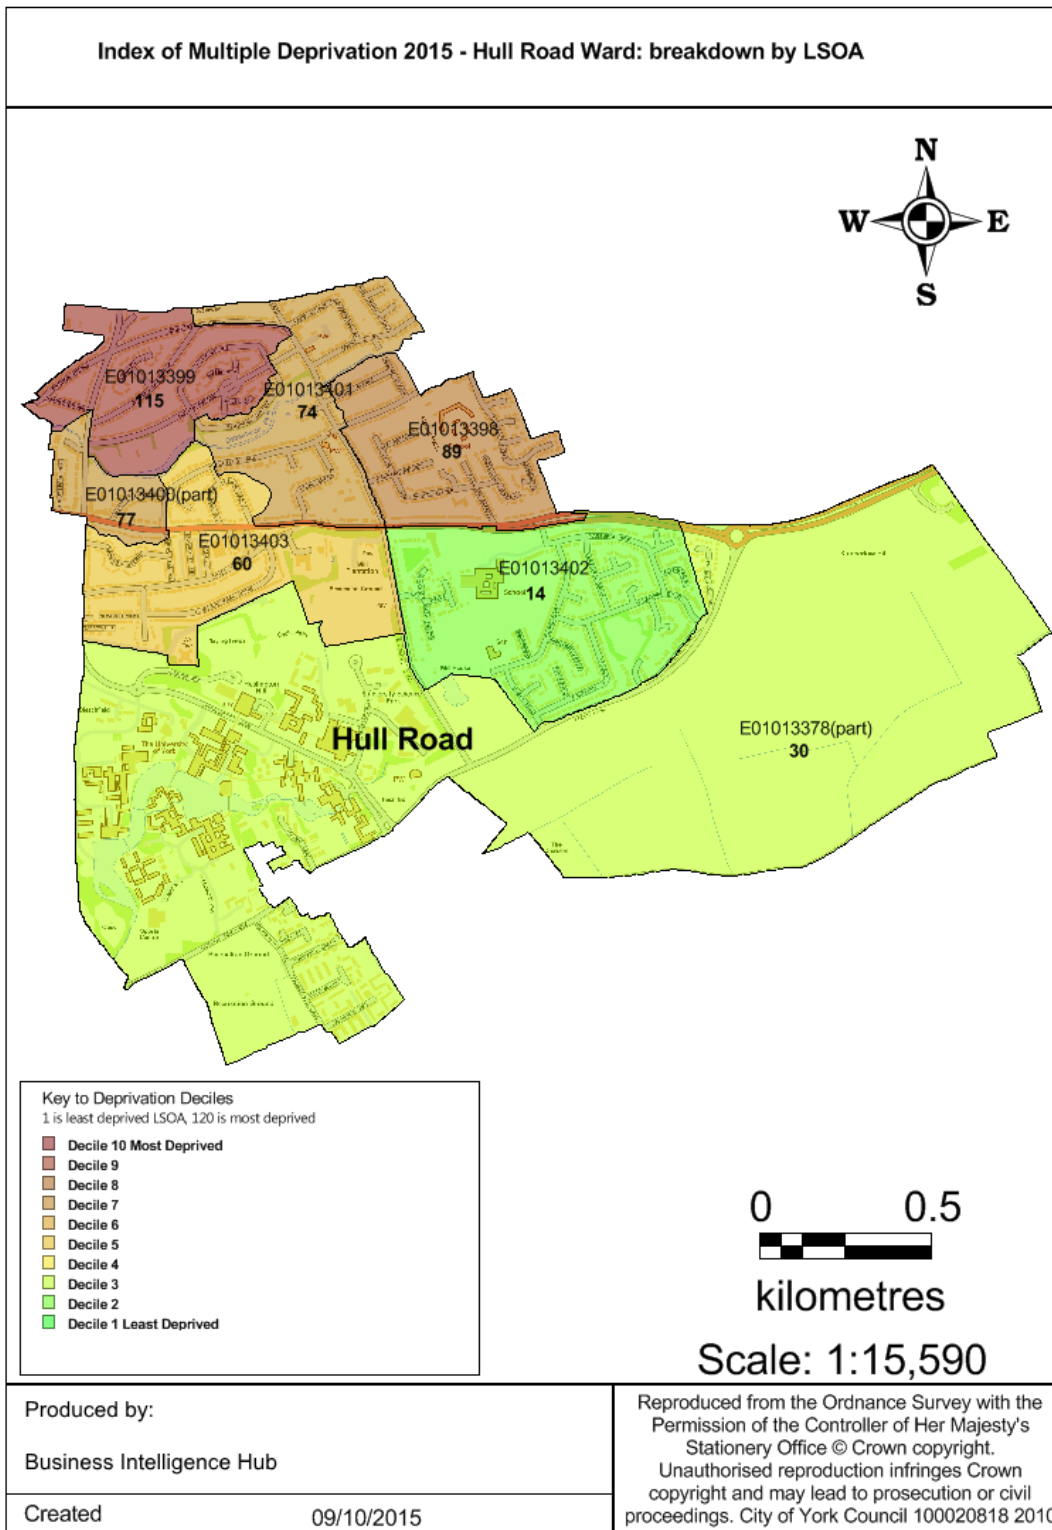 Index of Multiple Deprivation 2015 - Hull Road Ward: breakdown by LSOA
N
W
E
S
E01013399
115
E01013401
74
E01013398
89
E01013400(part)
77
E01013403
60
E01013402
School
14
E01013378(part)
30
Hull Road
The University
of York
Key to Deprivation Deciles
1 is least deprived LSOA, 120 is most deprived
Decile 10 Most Deprived
Decile 9
Decile 8
Decile 7
Decile 6
Decile 5
Decile 4
Decile 3
Decile 2
Decile 1 Least Deprived
0 0.5
kilometres
Scale: 1:15,590
Produced by:
Business Intelligence Hub
Created 09/10/2015
Reproduced from the Ordnance Survey with the
Permission of the Controller of Her Majesty's
Stationery Office © Crown copyright.
Unauthorised reproduction infringes Crown
copyright and may lead to prosecution or civil
proceedings. City of York Council 100020818 2010